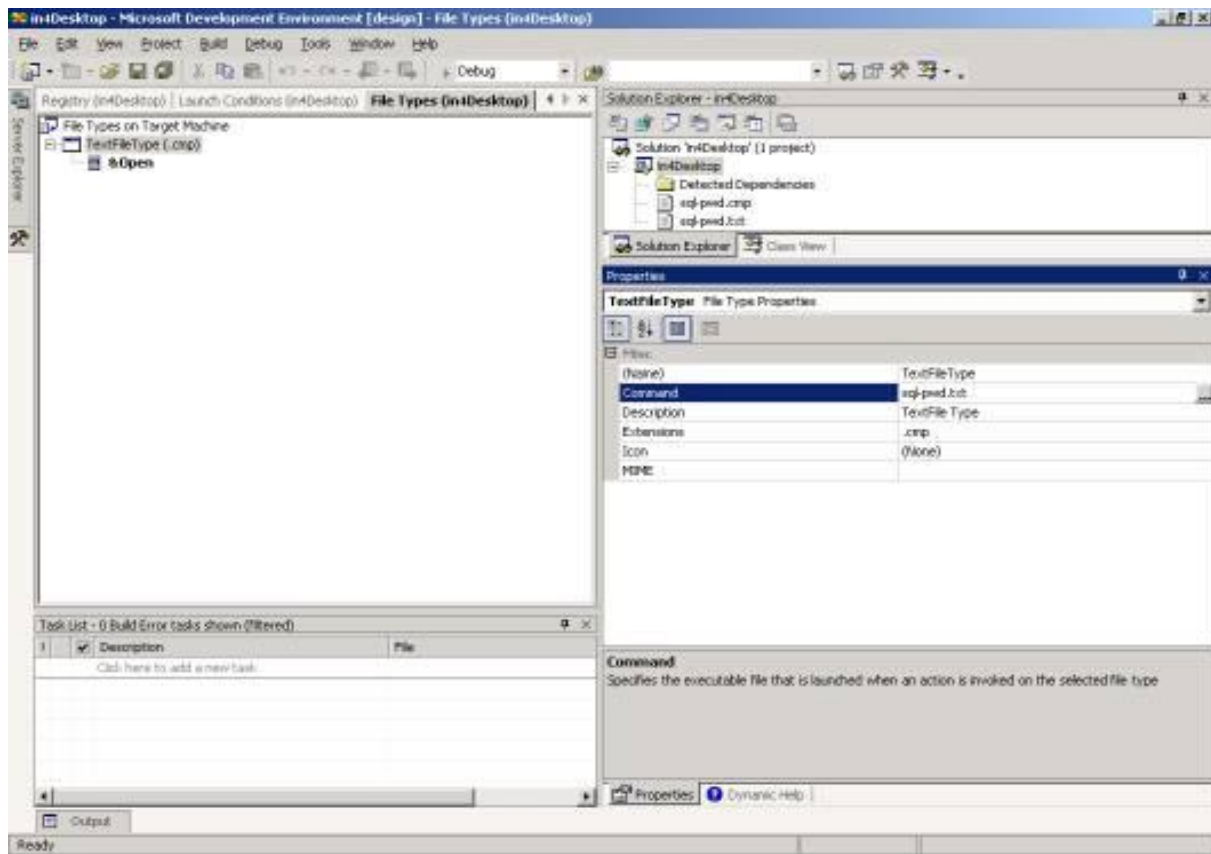 in4Desktop - Microsoft Development Environment [design] - File Types (in4Desktop)
File Edit View Project Build Debug Tools Window Help
Debug
Registry (in4Desktop) Launch Conditions (in4Desktop) File Types (in4Desktop)
Server Explorer
File Types on Target Machine
TextFileType (.cmp)
&Open
Solution Explorer - in4Desktop
Solution 'in4Desktop' (1 project)
in4Desktop
Detected Dependencies
sql-pwd.cmp
sql-pwd.txt
Solution Explorer Class View
Properties
TextFileType File Type Properties
Misc
(Name) TextFileType
Command sql-pwd.txt ...
Description TextFile Type
Extensions .cmp
Icon (None)
MIME
Command
Specifies the executable file that is launched when an action is invoked on the selected file type
Properties Dynamic Help
Task List - 0 Build Error tasks shown (filtered)
! Description File
Click here to add a new task
Output
Ready